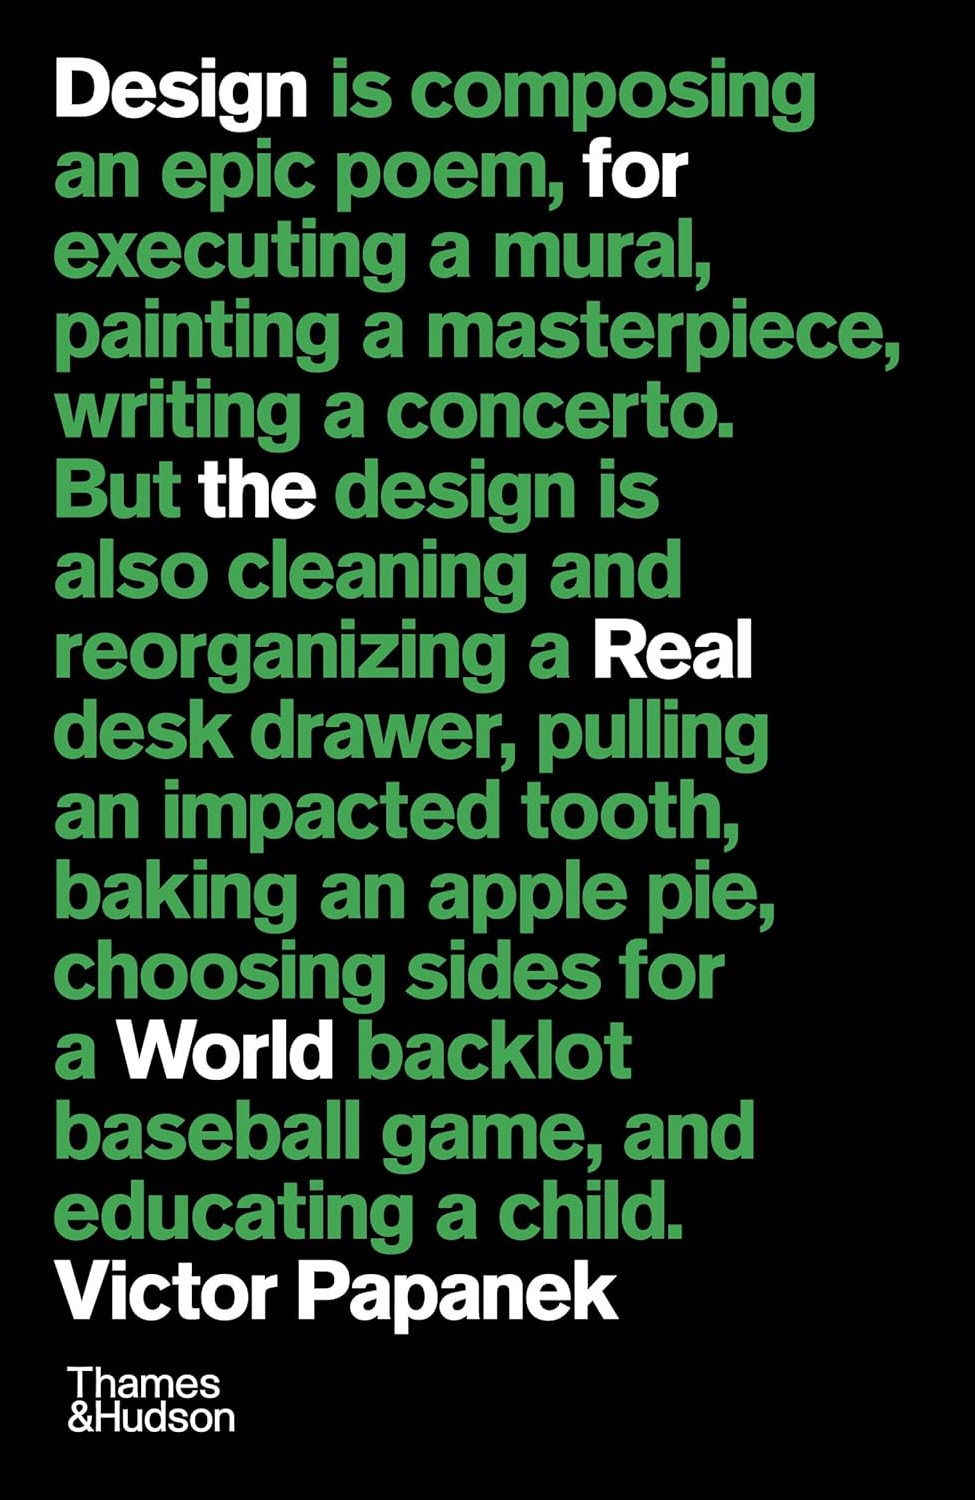 Design is composing
an epic poem, for
executing a mural,
painting a masterpiece,
writing a concerto.
But the design is
also cleaning and
reorganizing a Real
desk drawer, pulling
an impacted tooth,
baking an apple pie,
choosing sides for
a World backlot
baseball game, and
educating a child.
Victor Papanek
Thames
&Hudson